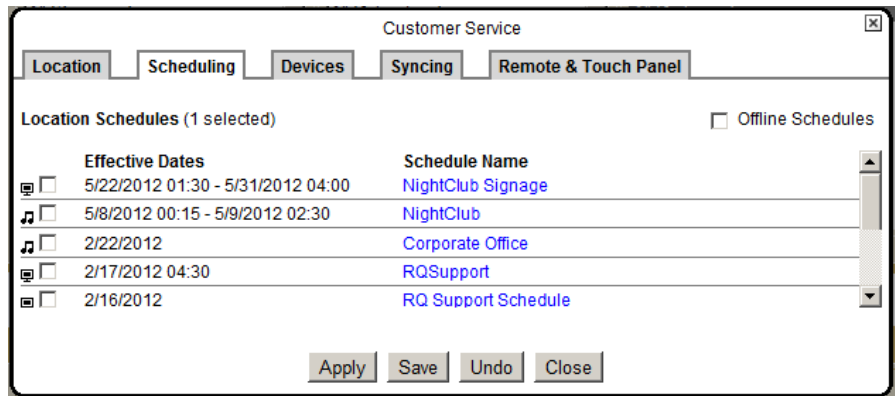 Customer Service
Location Scheduling Devices Syncing Remote & Touch Panel
Location Schedules (1 selected) Offline Schedules
Effective Dates Schedule Name
5/22/2012 01:30 - 5/31/2012 04:00 NightClub Signage
5/8/2012 00:15 - 5/9/2012 02:30 NightClub
2/22/2012 Corporate Office
2/17/2012 04:30 RQSupport
2/16/2012 RQ Support Schedule
Apply Save Undo Close